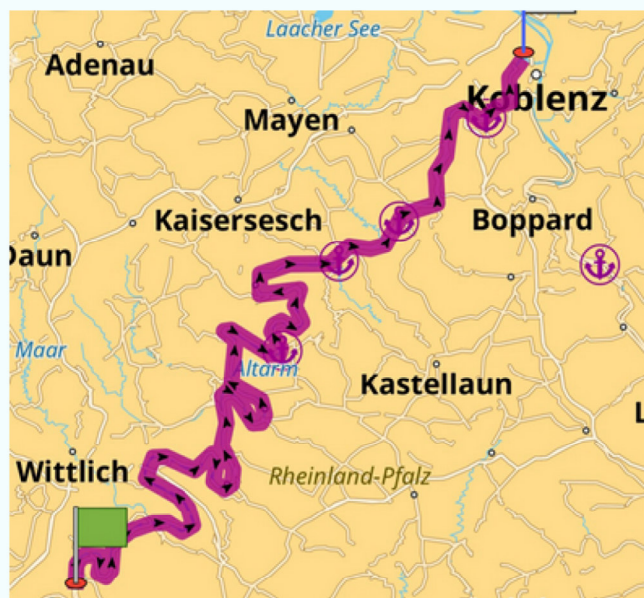 Laacher See
Adenau
Koblenz
Mayen
Kaisersesch
Boppard
Daun
Maar
Altarm
Kastellaun
L
Wittlich
Rheinland-Pfalz